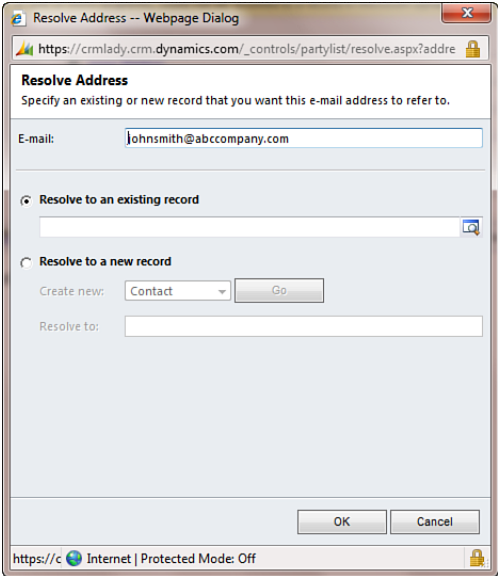 Resolve Address -- Webpage Dialog
x
https://crmlady.crm.dynamics.com/_controls/partylist/resolve.aspx?addre
Resolve Address
Specify an existing or new record that you want this e-mail address to refer to.
E-mail: johnsmith@abccompany.com
Resolve to an existing record
Resolve to a new record
Create new: Contact Go
Resolve to:
OK Cancel
https://c Internet | Protected Mode: Off